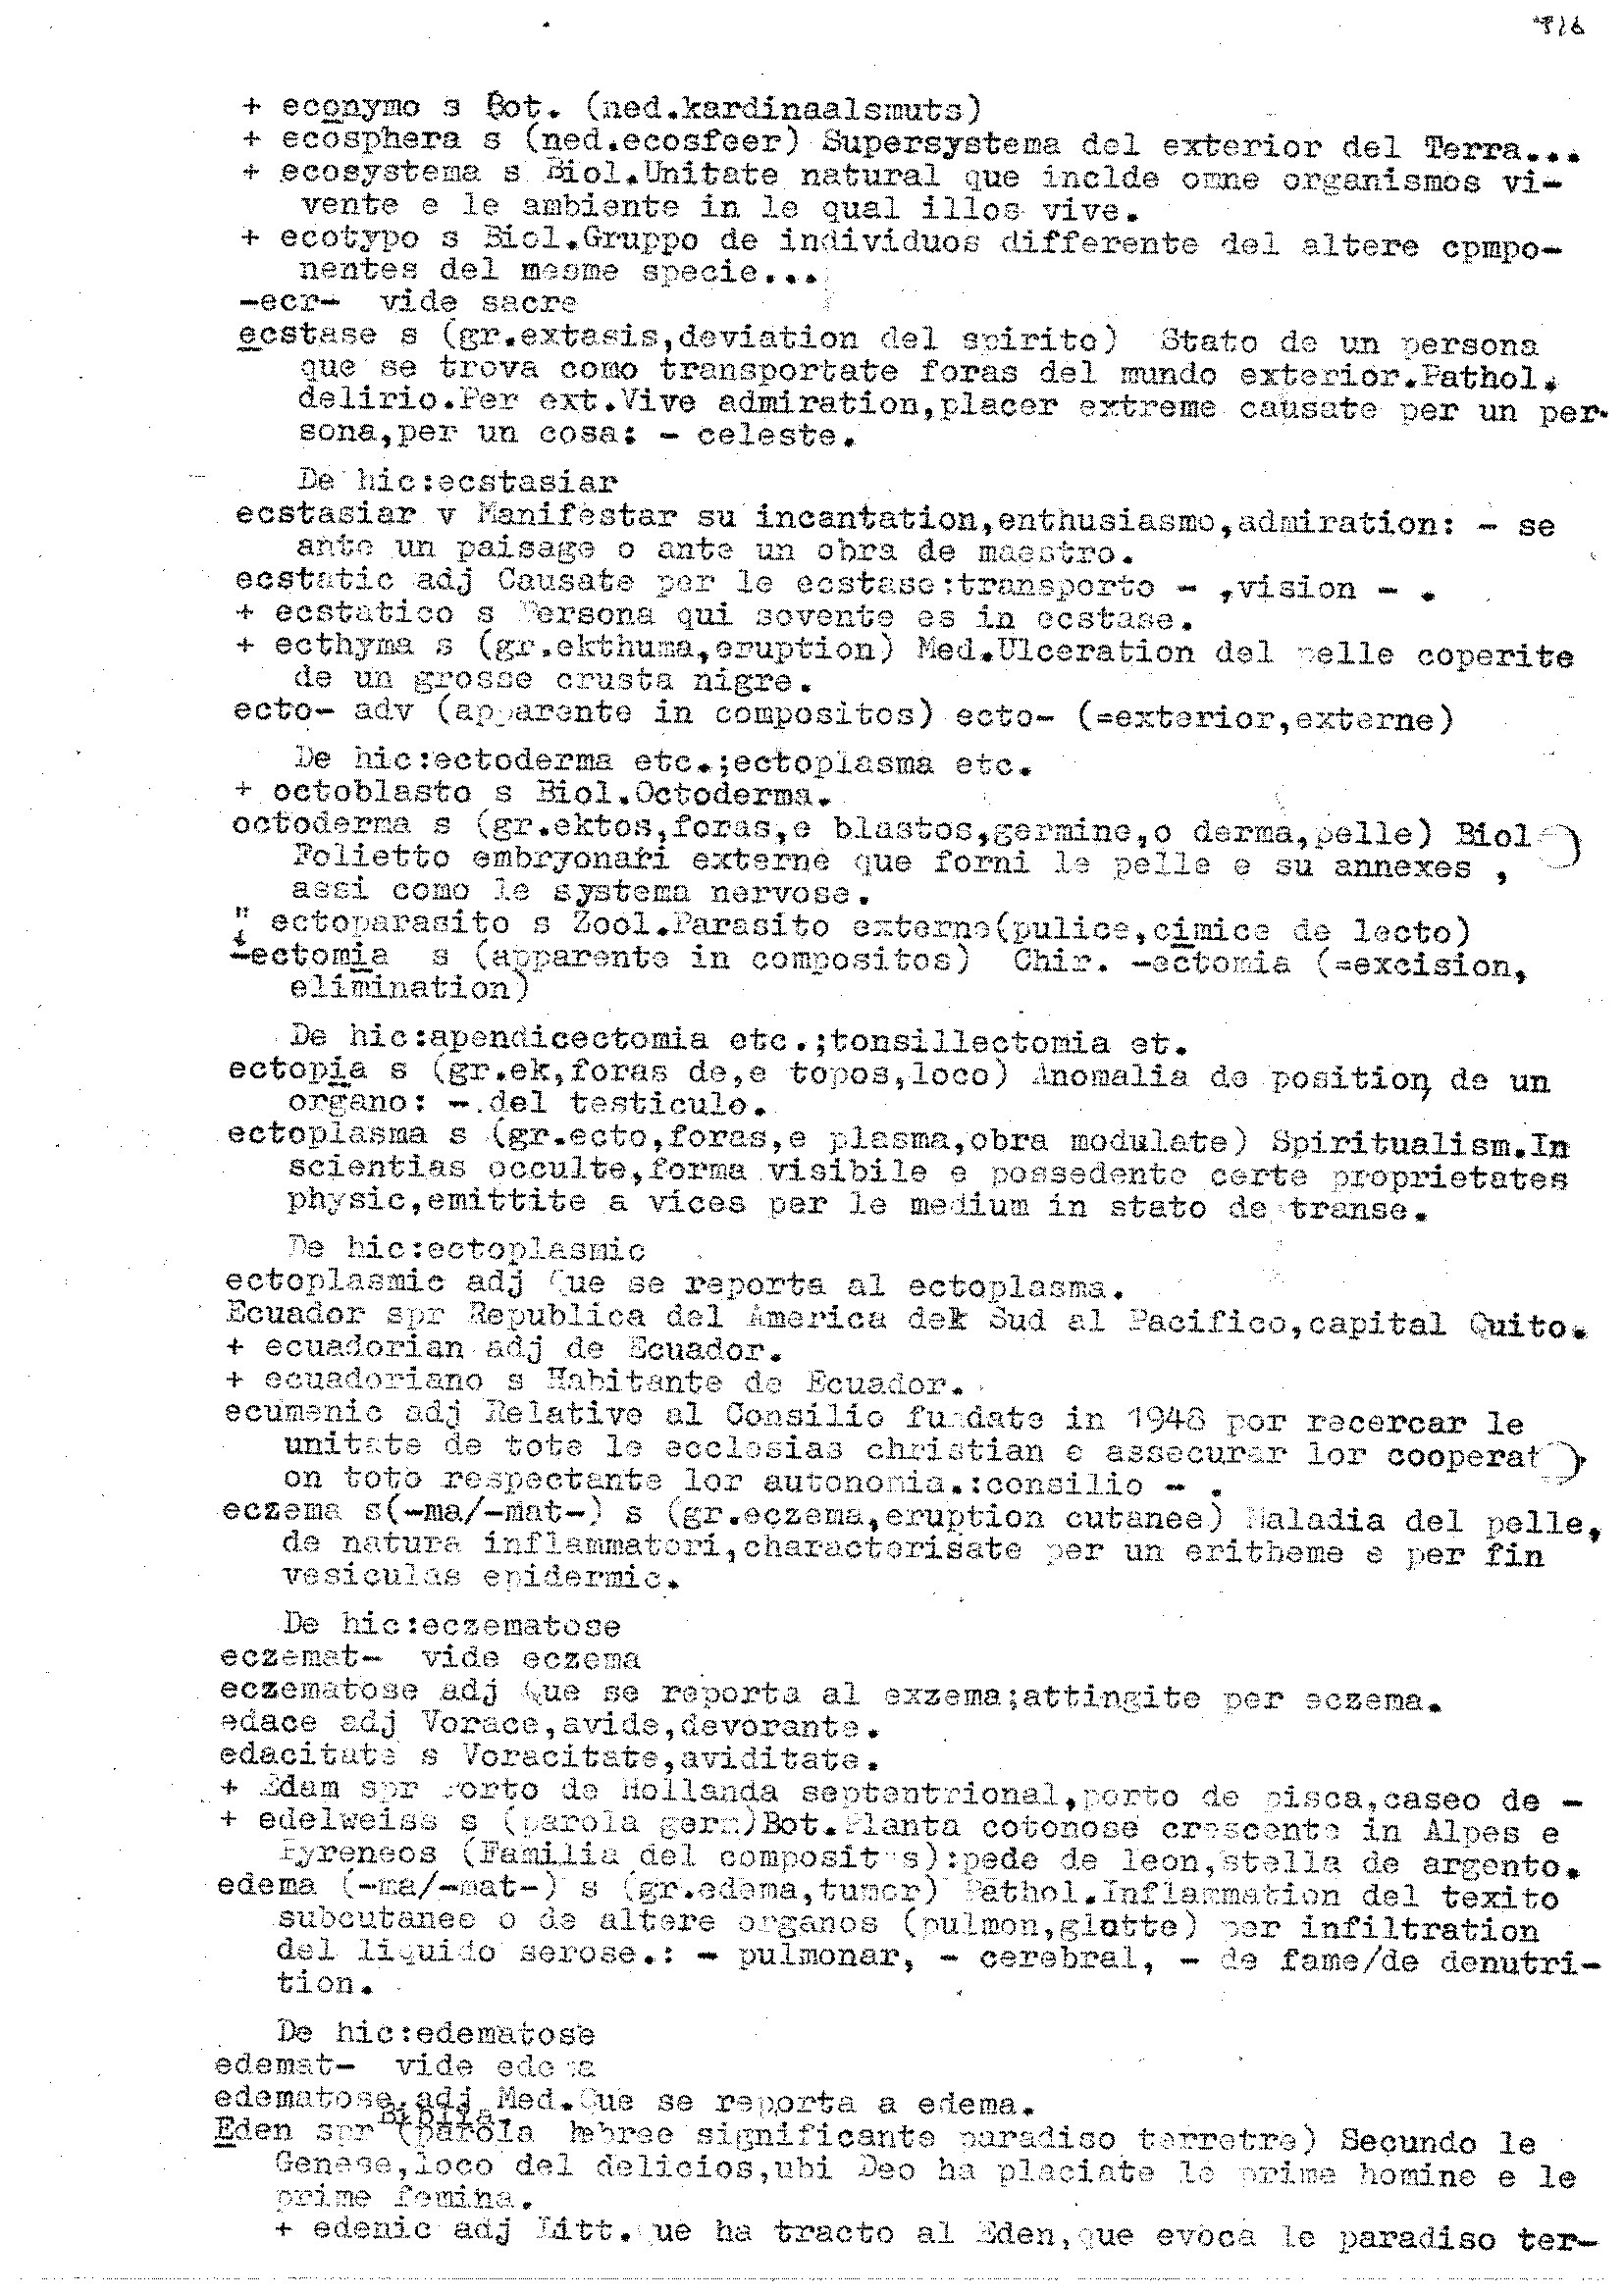 + econymo s Bot. (ned.kardinaalsmuts)
+ ecosphera s (ned.ecosfeer) Supersystema del exterior del Terra...
+ ecosystema s Biol.Unitate natural que inclde omne organismos vi-
vente e le ambiente in le qual illos vive.
+ ecotypo s Biol.Gruppo de individuos differente del altere cpmpo-
nentes del mesme specie...
-ecr- vide sacre
ecstase s (gr.extasis,deviation del spirito) Stato de un persona
que se trova como transportate foras del mundo exterior.Pathol.
delirio.Per ext.Vive admiration,placer extreme causate per un per-
sona,per un cosa: - celeste.
De hic:ecstasiar
ecstasiar v Manifestar su incantation,enthusiasmo,admiration: - se
ante un paisage o ante un obra de maestro.
ecstatic adj Causate per le ecstase:transporto - ,vision - .
+ ecstatico s Persona qui sovente es in ecstase.
+ ecthyma s (gr.ekthuma,eruption) Med.Ulceration del pelle coperite
de un grosse crusta nigre.
ecto- adv (apparente in compositos) ecto- (=exterior,externe)
De hic:ectoderma etc.;ectoplasma etc.
+ octoblasto s Biol.Octoderma.
octoderma s (gr.ektos,foras,e blastos,germine,o derma,pelle) Biol
Folietto embryonari externe que forni le pelle e su annexes ,
assi como le systema nervose.
" ectoparasito s Zool.Parasito externe(pulice,cimice de lecto)
-ectomia s (apparente in compositos) Chir. -ectomia (=excision,
elimination)
De hic:apendicectomia etc.;tonsillectomia et.
ectopia s (gr.ek,foras de,e topos,loco) Anomalia de position, de un
organo: - del testiculo.
ectoplasma s (gr.ecto,foras,e plasma,obra modulate) Spiritualism.In
scientias occulte,forma visibile e possedente certe proprietates
physic,emittite a vices per le medium in stato de transe.
De hic:ectoplasmic
ectoplasmic adj Que se reporta al ectoplasma.
Ecuador spr Republica del America dek Sud al Pacifico,capital Quito.
+ ecuadorian adj de Ecuador.
+ ecuadoriano s Habitante de Ecuador.
ecumenic adj Relative al Consilio fundate in 1948 por recercar le
unitate de tote le ecclesias christian e assecurar lor cooperat
on toto respectante lor autonomia.:consilio - .
eczema s(-ma/-mat-) s (gr.eczema,eruption cutanee) Maladia del pelle,
de natura inflammatori,characterisate per un eritheme e per fin
vesiculas epidermic.
De hic:eczematose
eczemat- vide eczema
eczematose adj Que se reporta al exzema;attingite per eczema.
edace adj Vorace,avide,devorante.
edacitate s Voracitate,aviditate.
+ Edam spr Porto de Hollanda septentrional,porto de pisca,caseo de -
+ edelweiss s (parola germ)Bot.Planta cotonose crescente in Alpes e
Pyreneos (Familia del compositas):pede de leon,stella de argento.
edema (-ma/-mat-) s (gr.edema,tumor) Pathol.Inflammation del texito
subcutanee o de altere organos (pulmon,glotte) per infiltration
del liquido serose.: - pulmonar, - cerebral, - de fame/de denutri-
tion.
De hic:edematose
edemat- vide edema
edematose adj Med.Que se reporta a edema.
Biblia.
Eden spr (parola hebree significante paradiso terretre) Secundo le
Genese,loco del delicios,ubi Deo ha placiate le prime homine e le
prime femina.
+ edenic adj Litt.Que ha tracto al Eden,que evoca le paradiso ter-